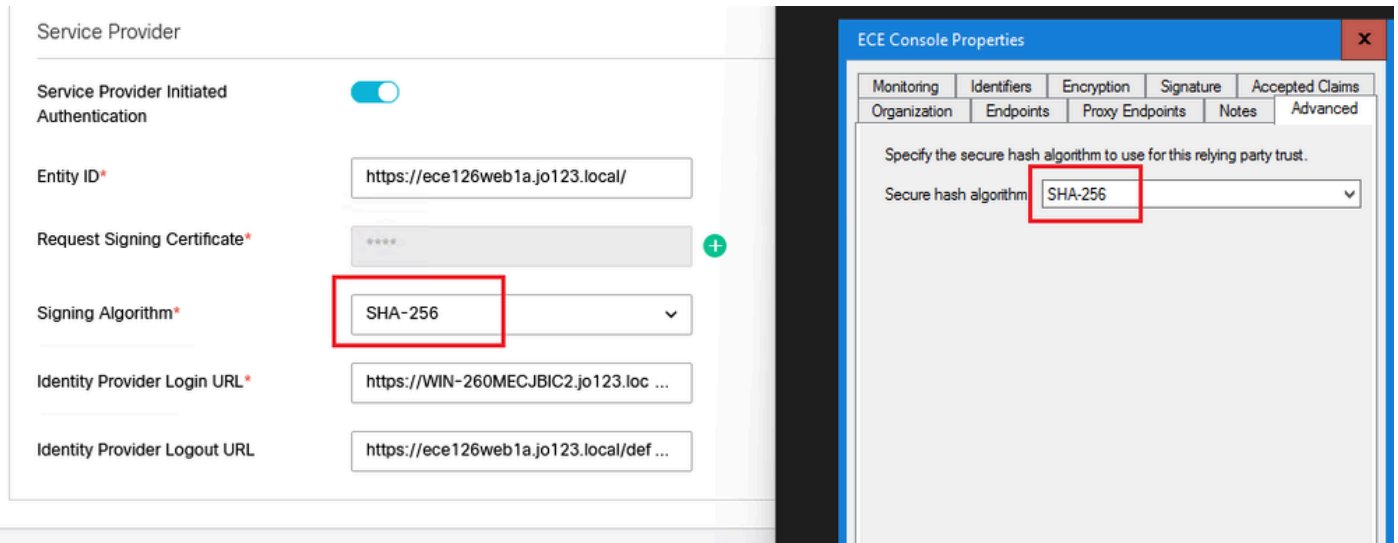 Service Provider
Service Provider Initiated
Authentication
Entity ID*
https://ece126web1a.jo123.local/
Request Signing Certificate*
****
Signing Algorithm*
SHA-256
Identity Provider Login URL*
https://WIN-260MECJBIC2.jo123.loc ...
Identity Provider Logout URL
https://ece126web1a.jo123.local/def ...
ECE Console Properties
x
Monitoring Identifiers Encryption Signature Accepted Claims
Organization Endpoints Proxy Endpoints Notes Advanced
Specify the secure hash algorithm to use for this relying party trust.
Secure hash algorithm
SHA-256